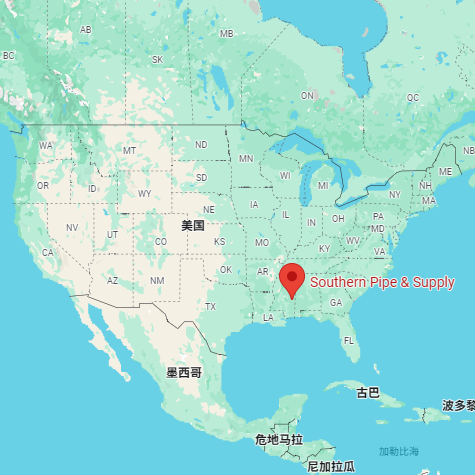 AB
MB
BC
SK
ON
QC
WA
MT
ND
MN
NB
ME
OR
ID
SD
WI
MI
NH
NY
MA
WY
IA
NE
IL
IN
OH
PA
MD
NV
UT
CO
美国
KS
MO
KY
WV
VA
CA
AZ
NM
OK
AR
Southern Pipe & Supply
TX
LA
GA
FL
墨西哥
古巴
波多黎
危地马拉
加勒比海
尼加拉瓜